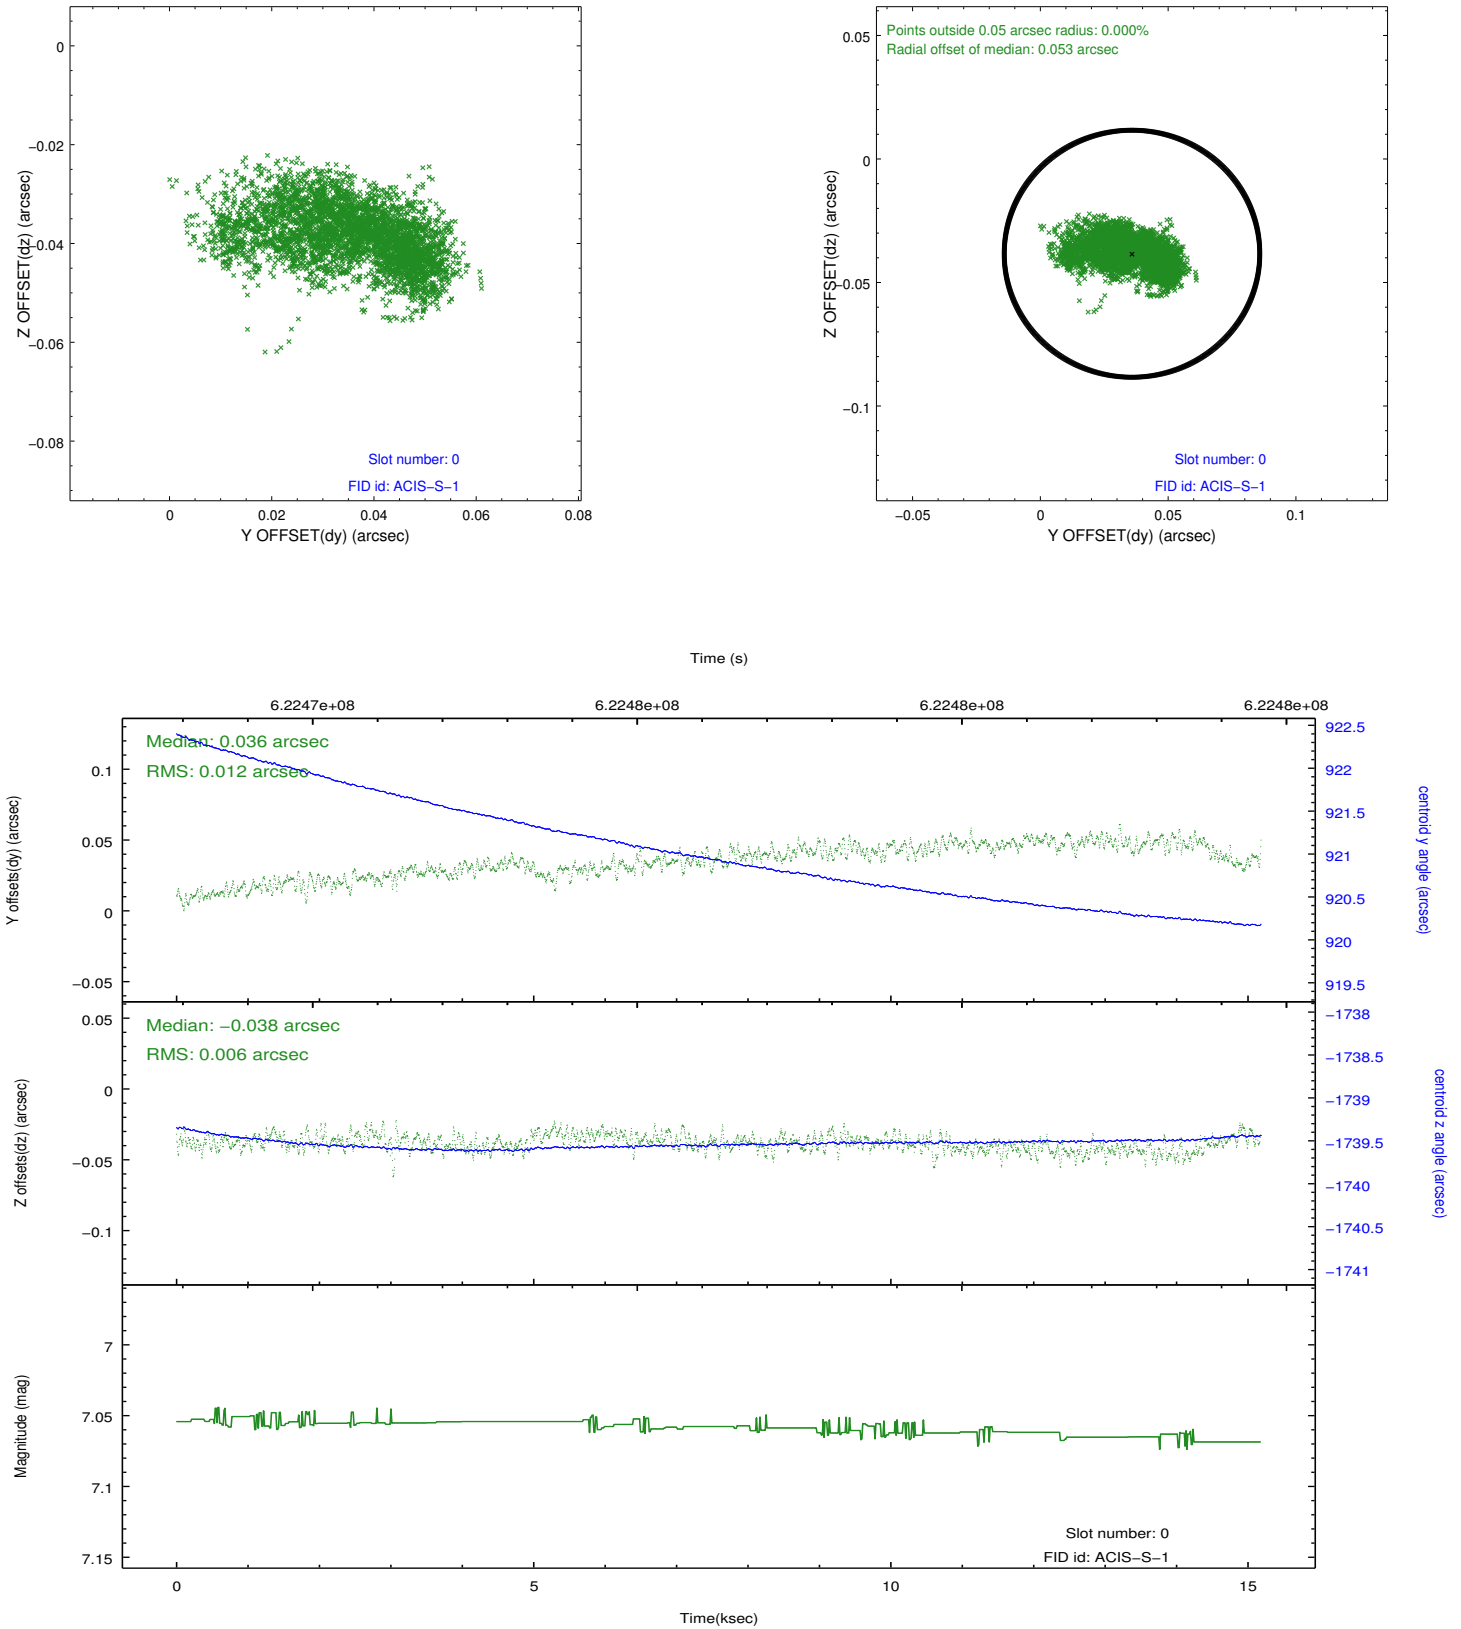 0
−0.02
−0.04
−0.06
−0.08
Z OFFSET(dz) (arcsec)
Slot number: 0
FID id: ACIS−S−1
0 0.02 0.04 0.06 0.08
Y OFFSET(dy) (arcsec)
Points outside 0.05 arcsec radius: 0.000%
Radial offset of median: 0.053 arcsec
0.05
0
−0.05
−0.1
Z OFFSET(dz) (arcsec)
Slot number: 0
FID id: ACIS−S−1
−0.05 0 0.05 0.1
Y OFFSET(dy) (arcsec)
Time (s)
6.2247e+08 6.2248e+08 6.2248e+08 6.2248e+08
Median: 0.036 arcsec
RMS: 0.012 arcsec
0.1
0.05
0
−0.05
Y offsets(dy) (arcsec)
922.5
922
921.5
921
920.5
920
919.5
centroid y angle (arcsec)
Median: −0.038 arcsec
RMS: 0.006 arcsec
0.05
0
−0.05
−0.1
Z offsets(dz) (arcsec)
−1738
−1738.5
−1739
−1739.5
−1740
−1740.5
−1741
centroid z angle (arcsec)
7
7.05
7.1
7.15
Magnitude (mag)
Slot number: 0
FID id: ACIS−S−1
0 5 10 15
Time(ksec)